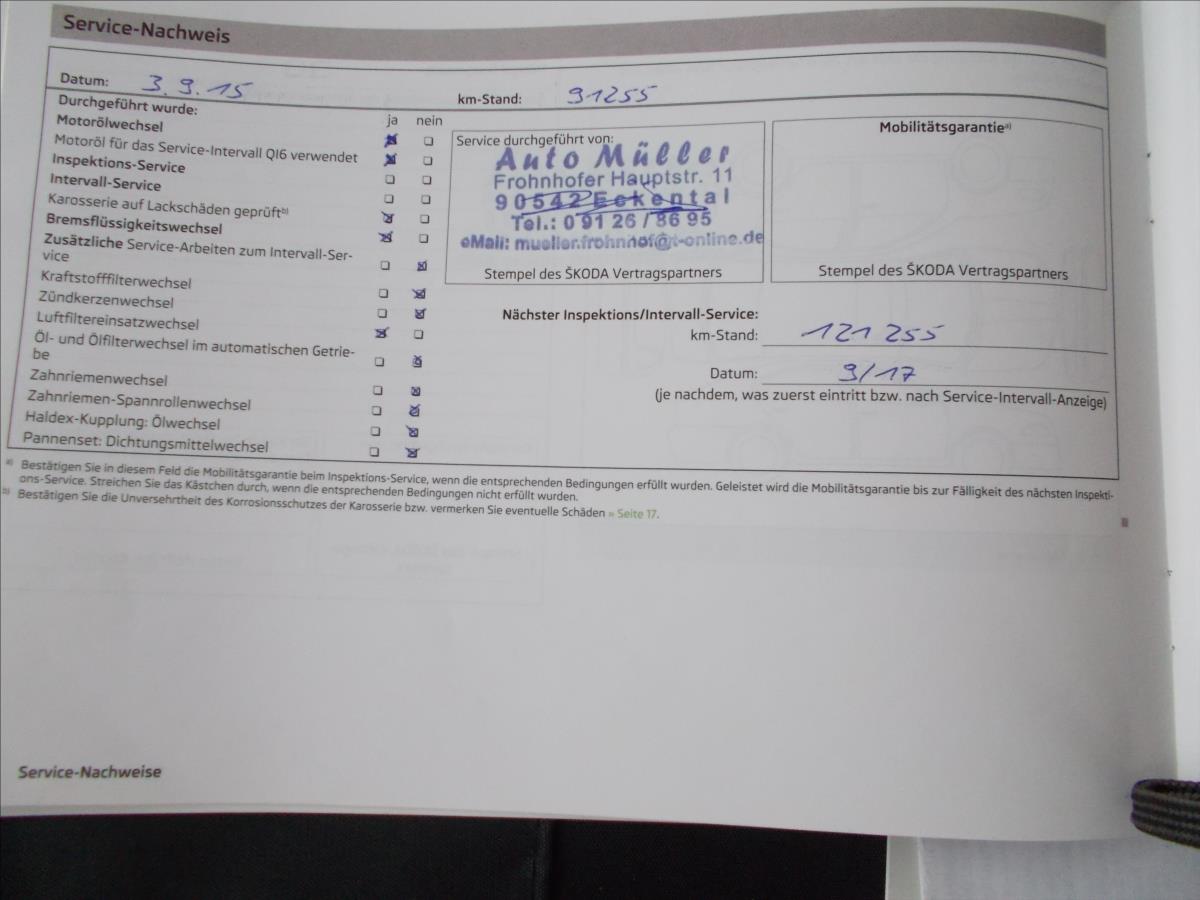 Service-Nachweis
Datum: 3.9.15
km-Stand: 91255
Durchgeführt wurde:
ja nein
Motorölwechsel
Motoröl für das Service-Intervall QI6 verwendet
Inspektions-Service
Intervall-Service
Karosserie auf Lackschäden geprüft b)
Bremsflüssigkeitswechsel
Zusätzliche Service-Arbeiten zum Intervall-Ser-
vice
Kraftstofffilterwechsel
Zündkerzenwechsel
Luftfiltereinsatzwechsel
Öl- und Ölfilterwechsel im automatischen Getrie-
be
Zahnriemenwechsel
Zahnriemen-Spannrollenwechsel
Haldex-Kupplung: Ölwechsel
Pannenset: Dichtungsmittelwechsel
Service durchgeführt von:
Auto Müller
Frohnhofer Hauptstr. 11
90542 Eckental
Tel.: 0 91 26 / 86 95
eMail: mueller.frohnhof@t-online.de
Stempel des ŠKODA Vertragspartners
Mobilitätsgarantie a)
Stempel des ŠKODA Vertragspartners
Nächster Inspektions/Intervall-Service:
km-Stand: 121 255
Datum: 9/17
(je nachdem, was zuerst eintritt bzw. nach Service-Intervall-Anzeige)
a) Bestätigen Sie in diesem Feld die Mobilitätsgarantie beim Inspektions-Service, wenn die entsprechenden Bedingungen erfüllt wurden. Geleistet wird die Mobilitätsgarantie bis zur Fälligkeit des nächsten Inspekti-
ons-Service. Streichen Sie das Kästchen durch, wenn die entsprechenden Bedingungen nicht erfüllt wurden.
b) Bestätigen Sie die Unversehrtheit des Korrosionsschutzes der Karosserie bzw. vermerken Sie eventuelle Schäden » Seite 17.
Service-Nachweise